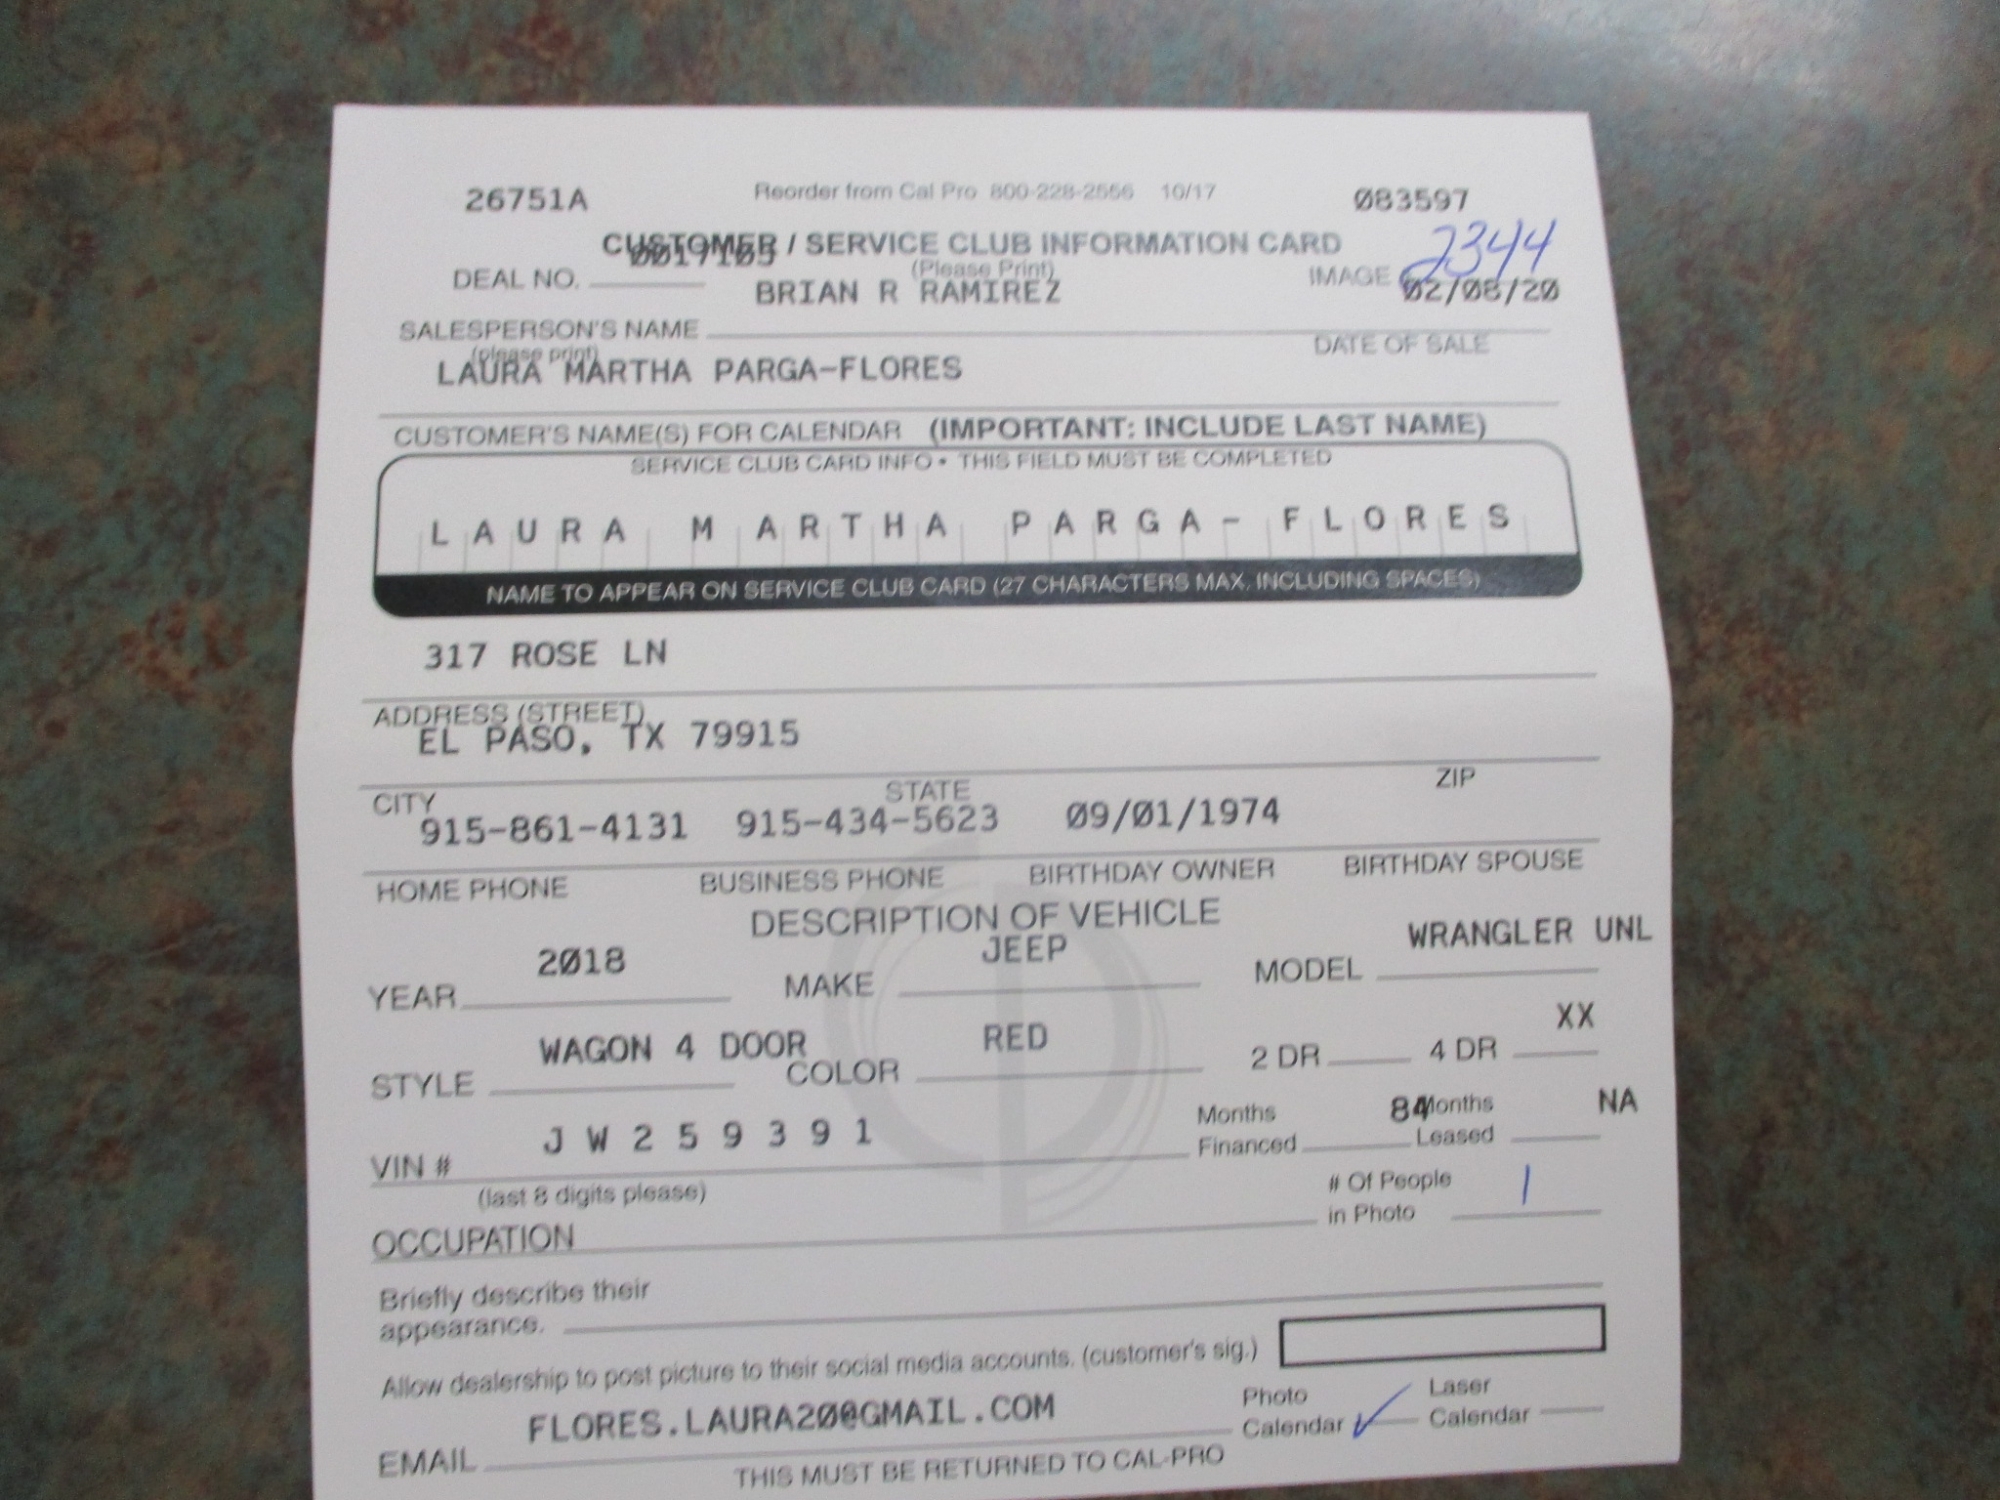 26751A Reorder from Cal Pro 800-228-2556 10/17 083597
CUSTOMER / SERVICE CLUB INFORMATION CARD 2344
DEAL NO. (Please Print) IMAGE
BRIAN R RAMIREZ 02/08/20
SALESPERSON'S NAME DATE OF SALE
(please print)
LAURA MARTHA PARGA-FLORES
CUSTOMER'S NAME(S) FOR CALENDAR (IMPORTANT: INCLUDE LAST NAME)
SERVICE CLUB CARD INFO • THIS FIELD MUST BE COMPLETED
LAURA MARTHA PARGA-FLORES
NAME TO APPEAR ON SERVICE CLUB CARD (27 CHARACTERS MAX. INCLUDING SPACES)
317 ROSE LN
ADDRESS (STREET)
EL PASO, TX 79915
CITY STATE ZIP
915-861-4131 915-434-5623 09/01/1974
HOME PHONE BUSINESS PHONE BIRTHDAY OWNER BIRTHDAY SPOUSE
DESCRIPTION OF VEHICLE
YEAR 2018 MAKE JEEP MODEL WRANGLER UNL
STYLE WAGON 4 DOOR COLOR RED 2 DR 4 DR XX
VIN # JW259391 Months Financed 84 Months Leased NA
(last 8 digits please)
OCCUPATION # Of People in Photo 1
Briefly describe their
appearance.
Allow dealership to post picture to their social media accounts. (customer's sig.)
EMAIL FLORES.LAURA20@GMAIL.COM Photo Calendar ✓ Laser Calendar
THIS MUST BE RETURNED TO CAL-PRO